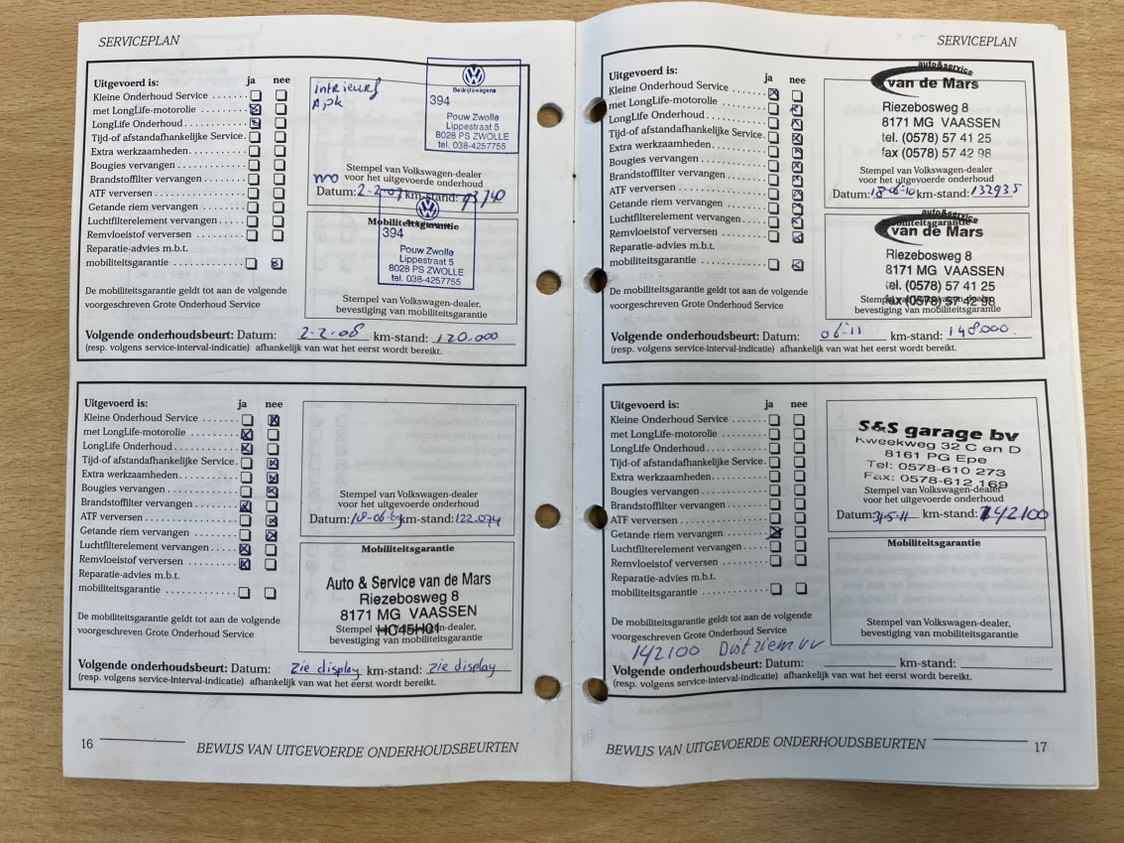 SERVICEPLAN
Uitgevoerd is: ja nee
Kleine Onderhoud Service
met LongLife-motorolie
LongLife Onderhoud
Tijd-of afstandafhankelijke Service
Extra werkzaamheden
Bougies vervangen
Brandstoffilter vervangen
ATF verversen
Getande riem vervangen
Luchtfilterelement vervangen
Remvloeistof verversen
Reparatie-advies m.b.t.
mobiliteitsgarantie
De mobiliteitsgarantie geldt tot aan de volgende
voorgeschreven Grote Onderhoud Service
Apk
Bedrijfswagens
394
Pouw Zwolle
Lippestraat 5
8028 PS ZWOLLE
tel. 038-4257755
Stempel van Volkswagen-dealer
voor het uitgevoerde onderhoud
Datum: 2-2-07 km-stand:
Mobiliteitsgarantie
394
Pouw Zwolle
Lippestraat 5
8028 PS ZWOLLE
tel. 038-4257755
Stempel van Volkswagen-dealer,
bevestiging van mobiliteitsgarantie
Volgende onderhoudsbeurt: Datum: 2-2-08 km-stand: 120.000
(resp. volgens service-interval-indicatie) afhankelijk van wat het eerst wordt bereikt.
Uitgevoerd is: ja nee
Kleine Onderhoud Service
met LongLife-motorolie
LongLife Onderhoud
Tijd-of afstandafhankelijke Service
Extra werkzaamheden
Bougies vervangen
Brandstoffilter vervangen
ATF verversen
Getande riem vervangen
Luchtfilterelement vervangen
Remvloeistof verversen
Reparatie-advies m.b.t.
mobiliteitsgarantie
De mobiliteitsgarantie geldt tot aan de volgende
voorgeschreven Grote Onderhoud Service
Stempel van Volkswagen-dealer
voor het uitgevoerde onderhoud
Datum: km-stand: 122.074
Mobiliteitsgarantie
Auto & Service van de Mars
Riezebosweg 8
8171 MG VAASSEN
HC45H01
Stempel van Volkswagen-dealer,
bevestiging van mobiliteitsgarantie
Volgende onderhoudsbeurt: Datum: zie display km-stand: zie display
(resp. volgens service-interval-indicatie) afhankelijk van wat het eerst wordt bereikt.
16 BEWIJS VAN UITGEVOERDE ONDERHOUDSBEURTEN
SERVICEPLAN
Uitgevoerd is: ja nee
Kleine Onderhoud Service
met LongLife-motorolie
LongLife Onderhoud
Tijd-of afstandafhankelijke Service
Extra werkzaamheden
Bougies vervangen
Brandstoffilter vervangen
ATF verversen
Getande riem vervangen
Luchtfilterelement vervangen
Remvloeistof verversen
Reparatie-advies m.b.t.
mobiliteitsgarantie
De mobiliteitsgarantie geldt tot aan de volgende
voorgeschreven Grote Onderhoud Service
auto&service
van de Mars
Riezebosweg 8
8171 MG VAASSEN
tel. (0578) 57 41 25
fax (0578) 57 42 98
Stempel van Volkswagen-dealer
voor het uitgevoerde onderhoud
Datum: 18-06-10 km-stand: 132935
Mobiliteitsgarantie
auto&service
van de Mars
Riezebosweg 8
8171 MG VAASSEN
tel. (0578) 57 41 25
fax (0578) 57 42 98
Stempel van Volkswagen-dealer,
bevestiging van mobiliteitsgarantie
Volgende onderhoudsbeurt: Datum: 06-11 km-stand: 148000.
(resp. volgens service-interval-indicatie) afhankelijk van wat het eerst wordt bereikt.
Uitgevoerd is: ja nee
Kleine Onderhoud Service
met LongLife-motorolie
LongLife Onderhoud
Tijd-of afstandafhankelijke Service
Extra werkzaamheden
Bougies vervangen
Brandstoffilter vervangen
ATF verversen
Getande riem vervangen
Luchtfilterelement vervangen
Remvloeistof verversen
Reparatie-advies m.b.t.
mobiliteitsgarantie
De mobiliteitsgarantie geldt tot aan de volgende
voorgeschreven Grote Onderhoud Service
S&S garage bv
Kweekweg 32 C en D
8161 PG Epe
Tel: 0578-610 273
Fax: 0578-612 169
Stempel van Volkswagen-dealer
voor het uitgevoerde onderhoud
Datum: 31-5-11 km-stand: 142100
Mobiliteitsgarantie
Stempel van Volkswagen-dealer,
bevestiging van mobiliteitsgarantie
142100
Volgende onderhoudsbeurt: Datum: km-stand:
(resp. volgens service-interval-indicatie) afhankelijk van wat het eerst wordt bereikt.
BEWIJS VAN UITGEVOERDE ONDERHOUDSBEURTEN 17